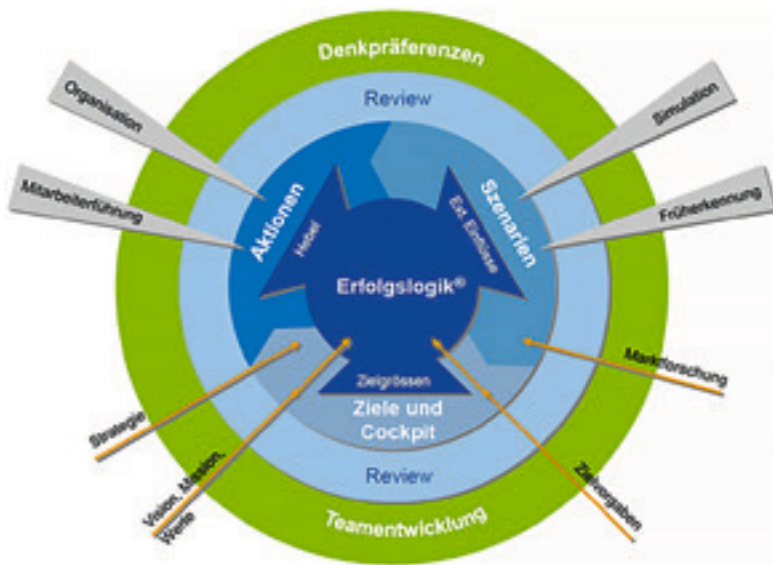 Denkpräferenzen
Review
Organisation
Simulation
Mitarbeiterführung
Früherkennung
Aktionen
Szenarien
Hebel
Ext. Einflüsse
Erfolgslogik®
Zielgrössen
Ziele und
Cockpit
Marktforschung
Strategie
Vision, Mission,
Werte
Zielvorgaben
Review
Teamentwicklung